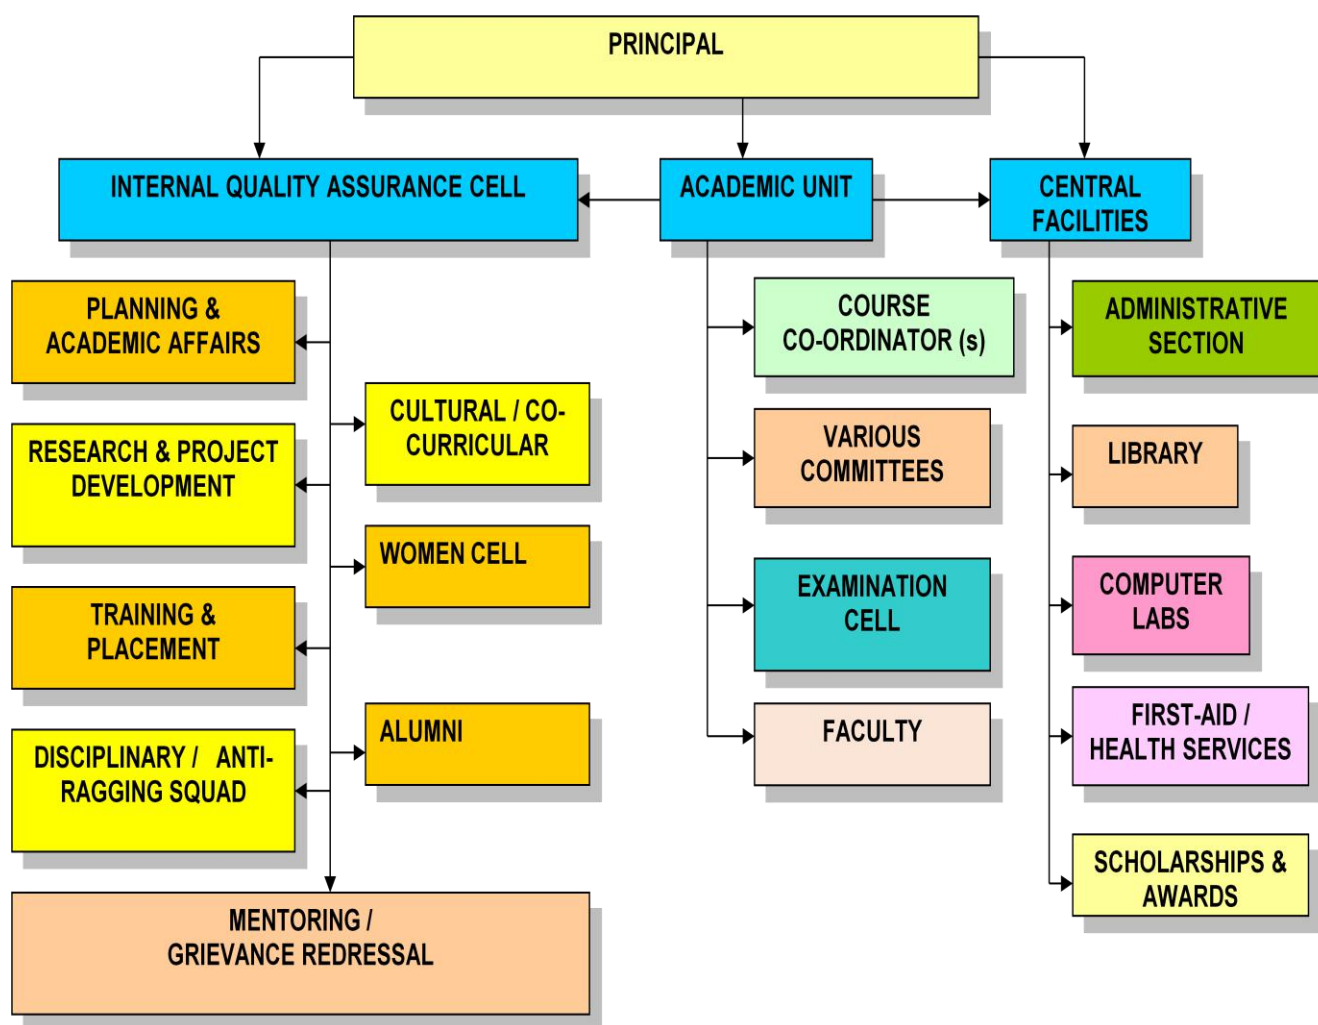 PRINCIPAL
INTERNAL QUALITY ASSURANCE CELL
ACADEMIC UNIT
CENTRAL
FACILITIES
PLANNING &
ACADEMIC AFFAIRS
RESEARCH & PROJECT
DEVELOPMENT
TRAINING &
PLACEMENT
DISCIPLINARY / ANTI-
RAGGING SQUAD
CULTURAL / CO-
CURRICULAR
WOMEN CELL
ALUMNI
MENTORING /
GRIEVANCE REDRESSAL
COURSE
CO-ORDINATOR (s)
VARIOUS
COMMITTEES
EXAMINATION
CELL
FACULTY
ADMINISTRATIVE
SECTION
LIBRARY
COMPUTER
LABS
FIRST-AID /
HEALTH SERVICES
SCHOLARSHIPS &
AWARDS